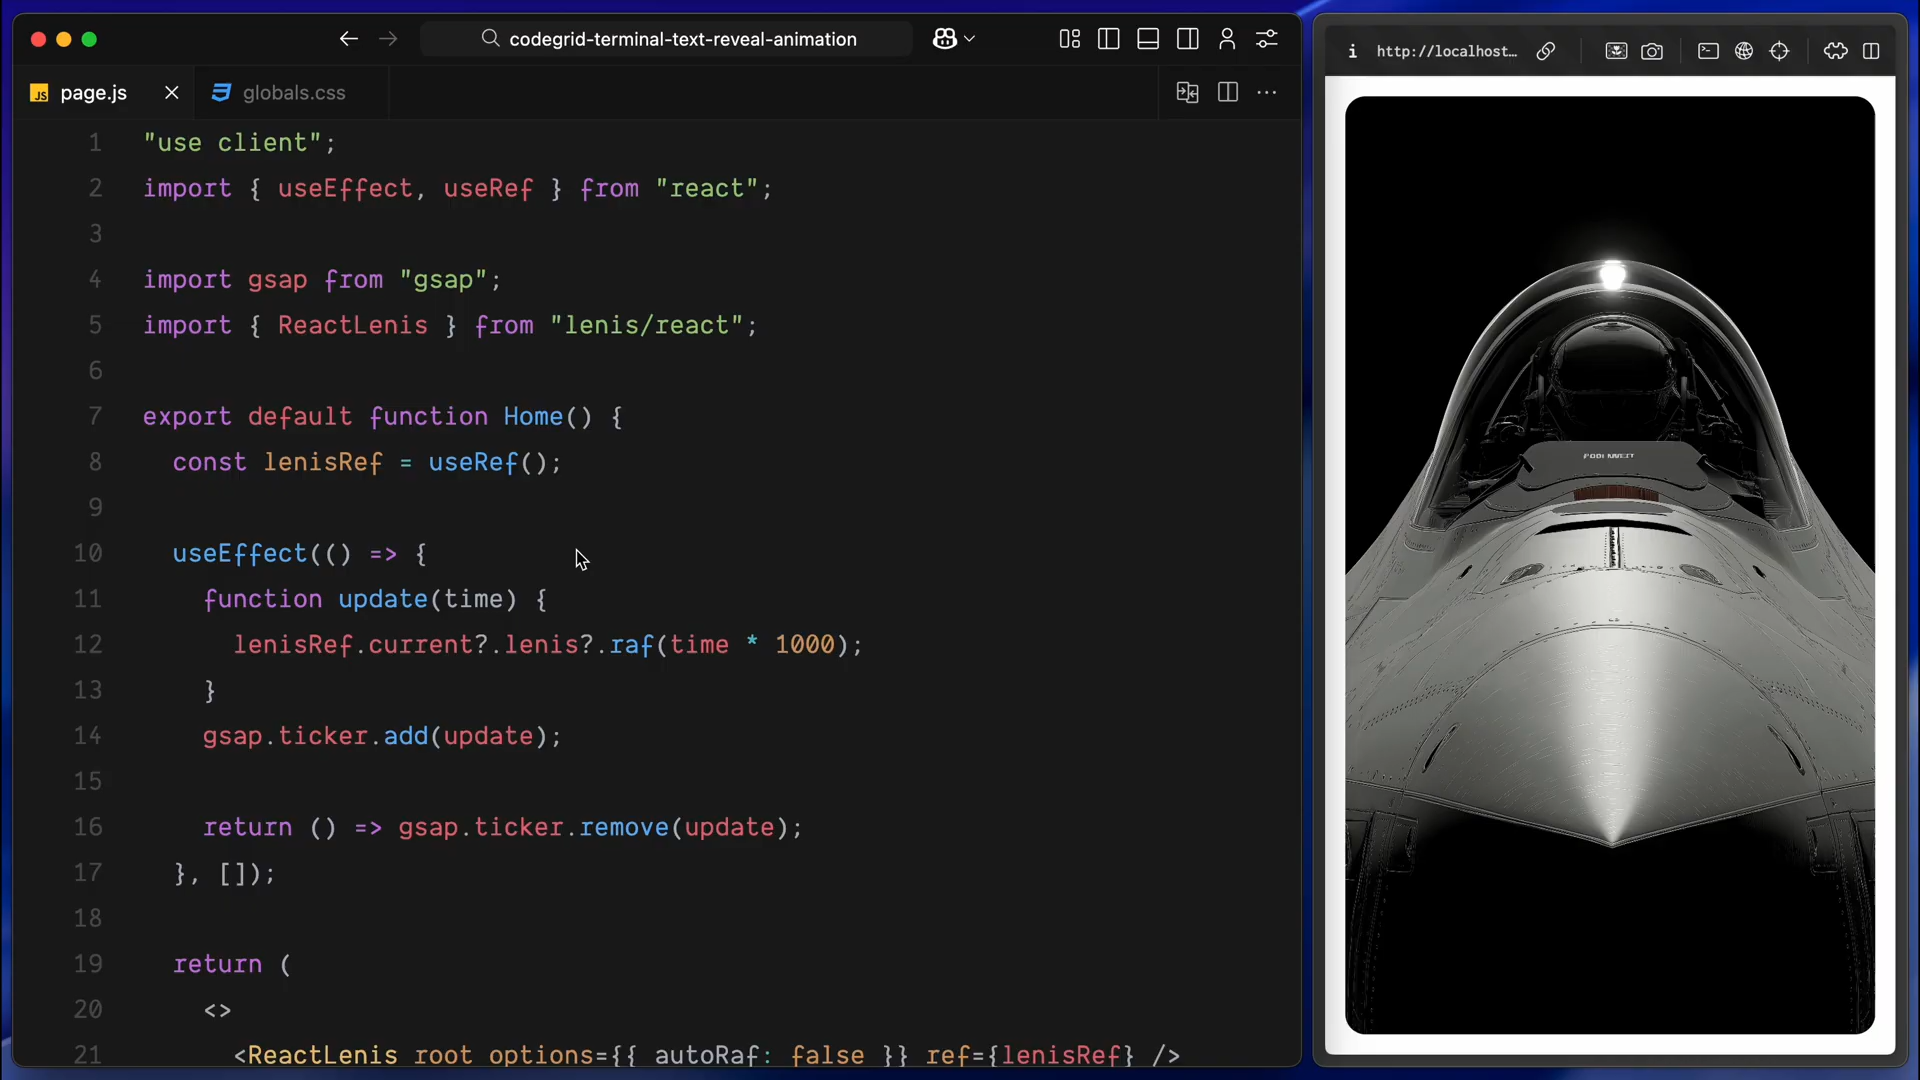 codegrid-terminal-text-reveal-animation
JS page.js
globals.css
1 "use client";
2 import { useEffect, useRef } from "react";
3
4 import gsap from "gsap";
5 import { ReactLenis } from "lenis/react";
6
7 export default function Home() {
8 const lenisRef = useRef();
9
10 useEffect(() => {
11 function update(time) {
12 lenisRef.current?.lenis?.raf(time * 1000);
13 }
14 gsap.ticker.add(update);
15
16 return () => gsap.ticker.remove(update);
17 }, []);
18
19 return (
20 <>
21 <ReactLenis root options={{ autoRaf: false }} ref={lenisRef} />
http://localhost…